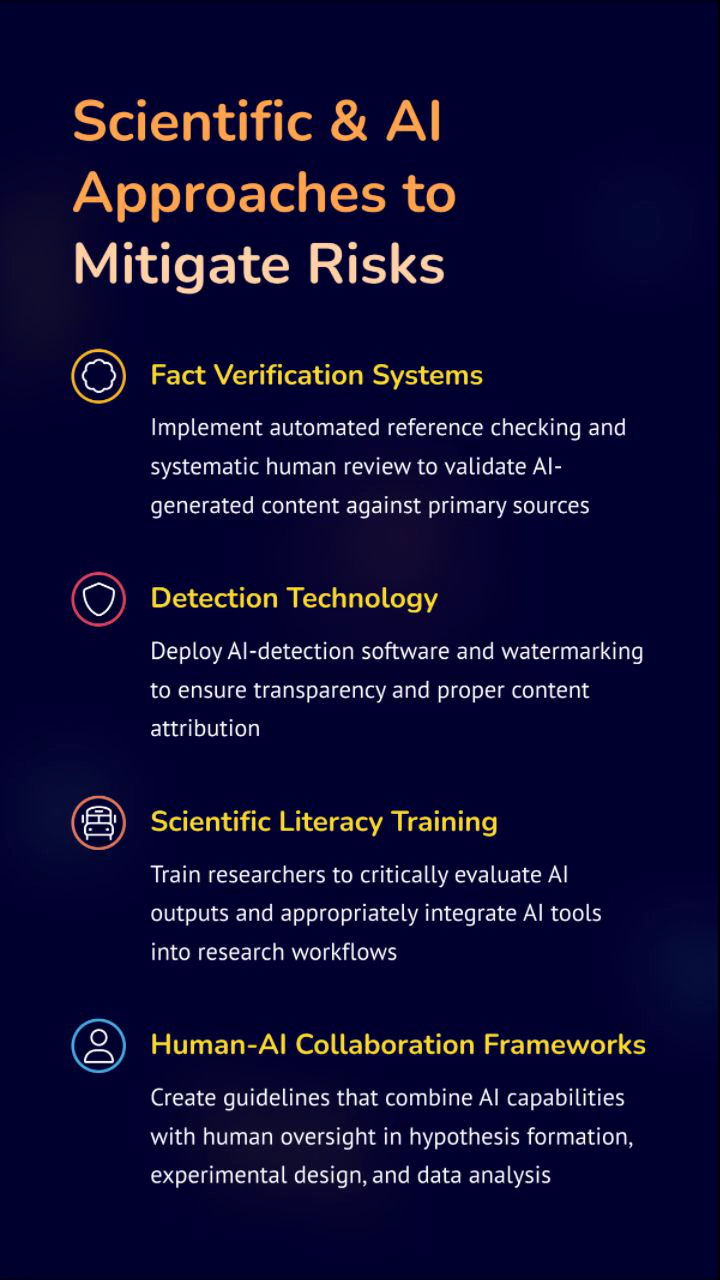 Scientific & AI
Approaches to
Mitigate Risks
Fact Verification Systems
Implement automated reference checking and
systematic human review to validate AI-
generated content against primary sources
Detection Technology
Deploy AI-detection software and watermarking
to ensure transparency and proper content
attribution
Scientific Literacy Training
Train researchers to critically evaluate AI
outputs and appropriately integrate AI tools
into research workflows
Human-AI Collaboration Frameworks
Create guidelines that combine AI capabilities
with human oversight in hypothesis formation,
experimental design, and data analysis